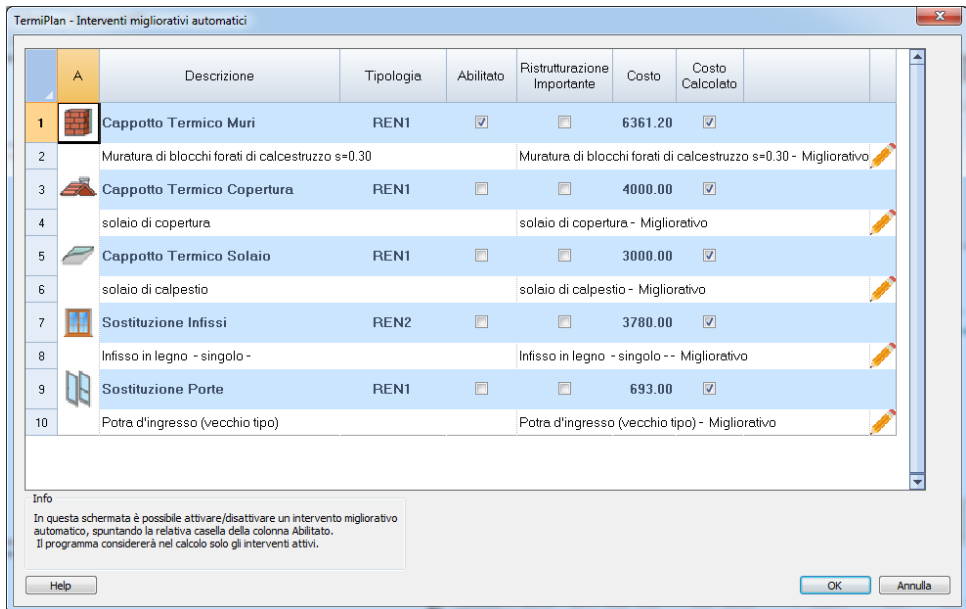 TermiPlan - Interventi migliorativi automatici
A Descrizione Tipologia Abilitato Ristrutturazione Importante Costo Costo Calcolato
1 Cappotto Termico Muri REN1 6361.20
2 Muratura di blocchi forati di calcestruzzo s=0.30 Muratura di blocchi forati di calcestruzzo s=0.30 - Migliorativo
3 Cappotto Termico Copertura REN1 4000.00
4 solaio di copertura solaio di copertura - Migliorativo
5 Cappotto Termico Solaio REN1 3000.00
6 solaio di calpestio solaio di calpestio - Migliorativo
7 Sostituzione Infissi REN2 3780.00
8 Infisso in legno - singolo - Infisso in legno - singolo -- Migliorativo
9 Sostituzione Porte REN1 693.00
10 Potra d'ingresso (vecchio tipo) Potra d'ingresso (vecchio tipo) - Migliorativo
Info
In questa schermata è possibile attivare/disattivare un intervento migliorativo
automatico, spuntando la relativa casella della colonna Abilitato.
Il programma considererà nel calcolo solo gli interventi attivi.
Help OK Annulla